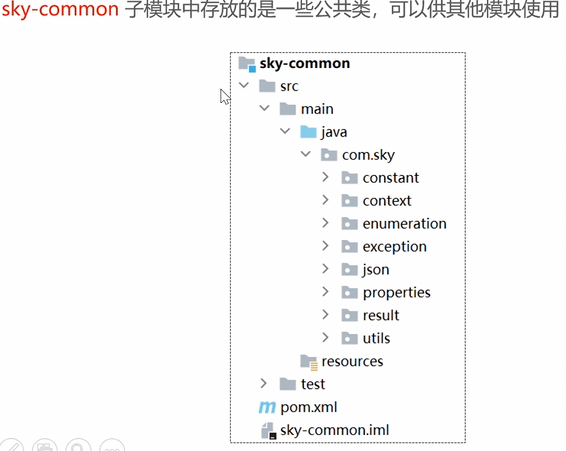 sky-common 子模块中存放的是一些公共类，可以供其他模块使用
sky-common
src
main
java
com.sky
constant
context
enumeration
exception
json
properties
result
utils
resources
test
pom.xml
sky-common.iml